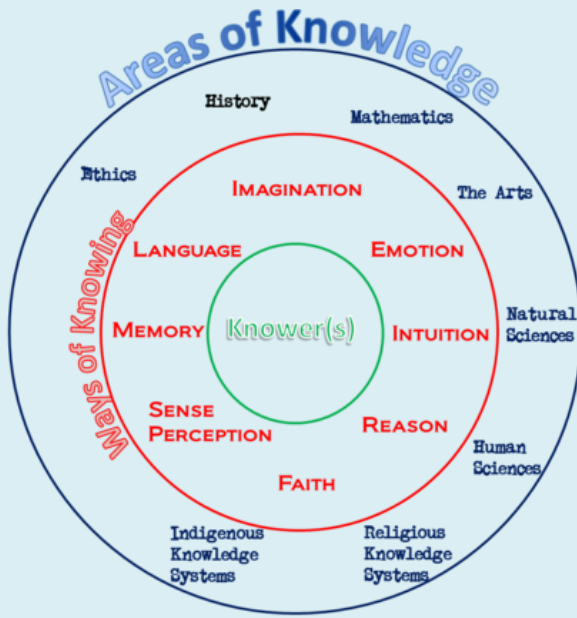 Areas of Knowledge
History
Mathematics
Ethics
The Arts
IMAGINATION
LANGUAGE
EMOTION
Ways of Knowing
MEMORY
Knower(s)
INTUITION
Natural
Sciences
SENSE
PERCEPTION
REASON
Human
Sciences
FAITH
Indigenous
Knowledge
Systems
Religious
Knowledge
Systems